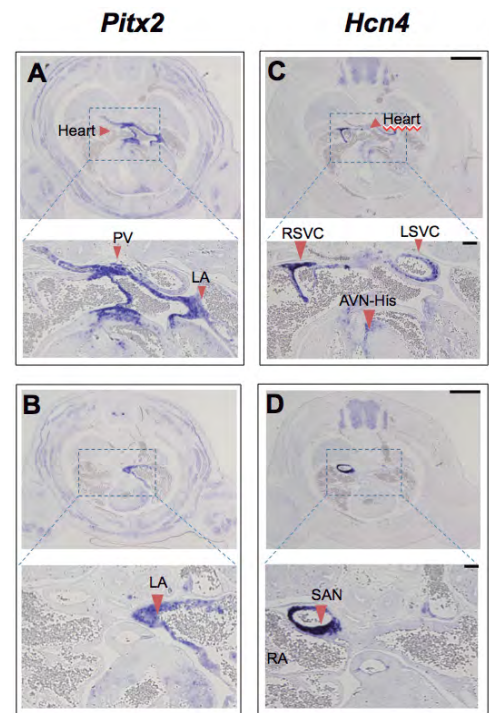 Pitx2
Hcn4
A
Heart
PV
LA
C
Heart
RSVC
LSVC
AVN-His
B
LA
D
SAN
RA